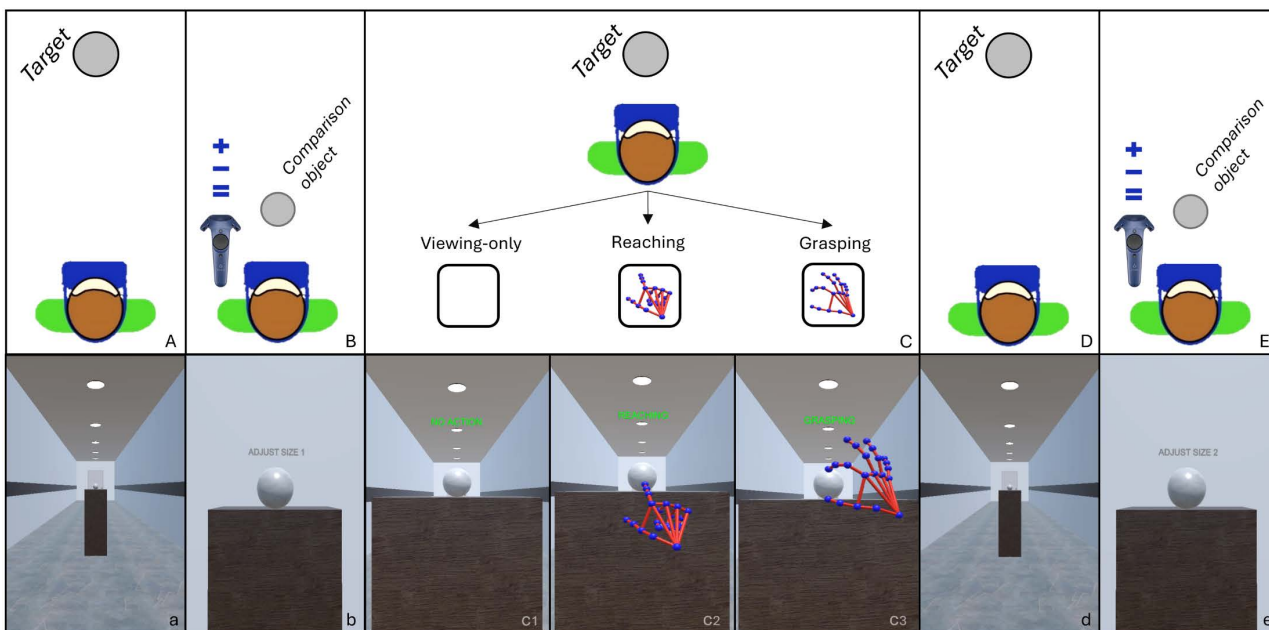 Target
A
+
-
=
Comparison
object
B
Target
Viewing-only
Reaching
Grasping
C
Target
D
+
-
=
Comparison
object
E
a
ADJUST SIZE 1
b
NO ACTION
C1
REACHING
C2
GRASPING
C3
d
ADJUST SIZE 2
e